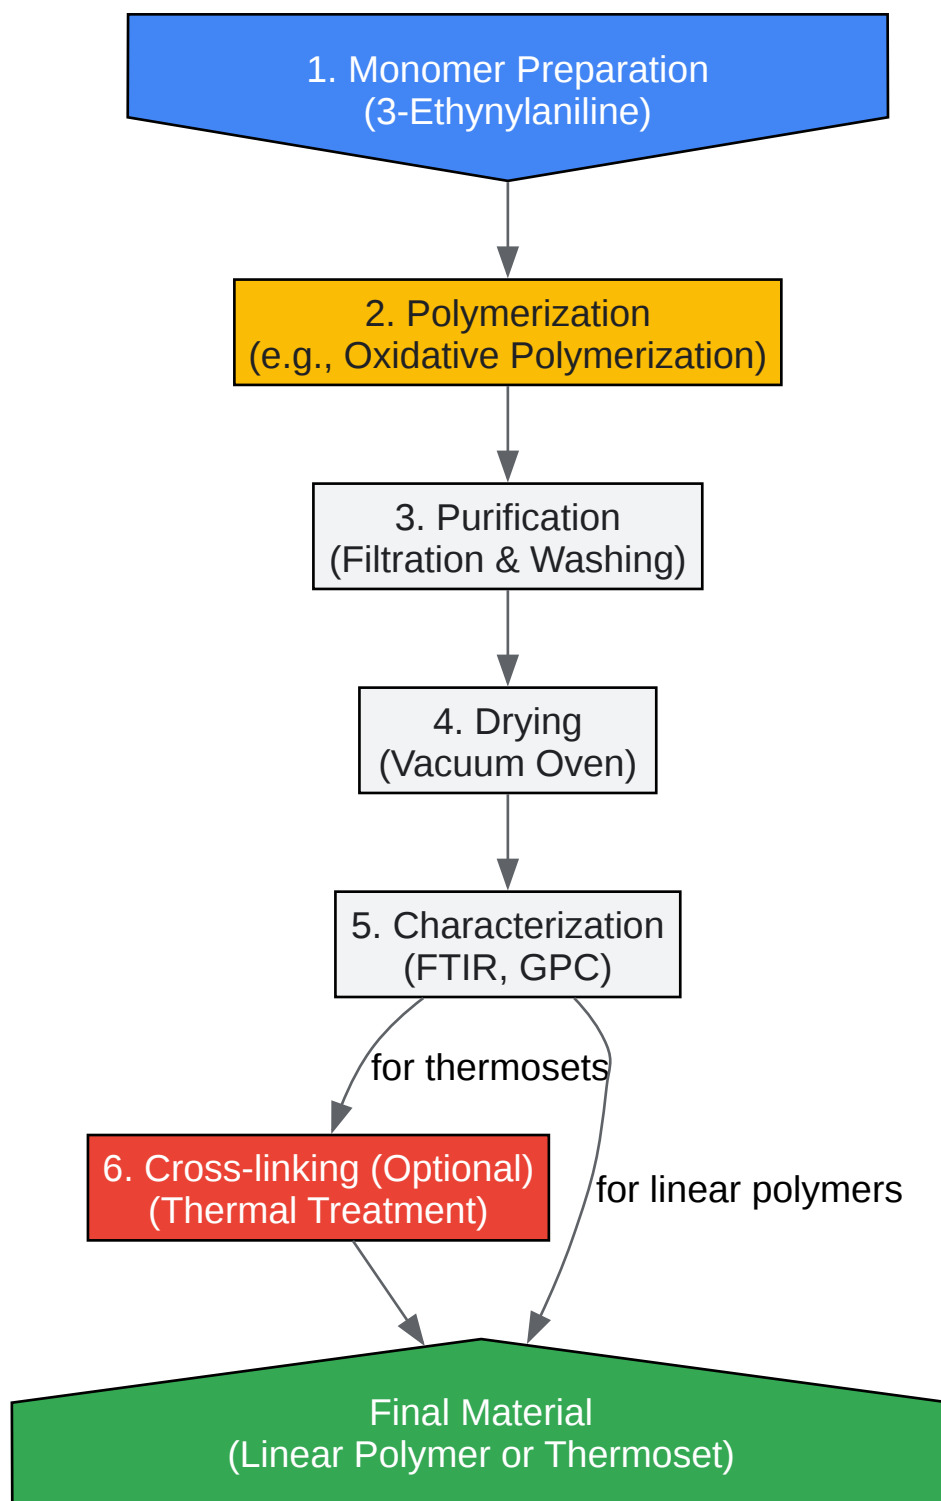 1. Monomer Preparation
(3-Ethynylaniline)
2. Polymerization
(e.g., Oxidative Polymerization)
3. Purification
(Filtration & Washing)
4. Drying
(Vacuum Oven)
5. Characterization
(FTIR, GPC)
for thermosets
6. Cross-linking (Optional)
(Thermal Treatment)
for linear polymers
Final Material
(Linear Polymer or Thermoset)